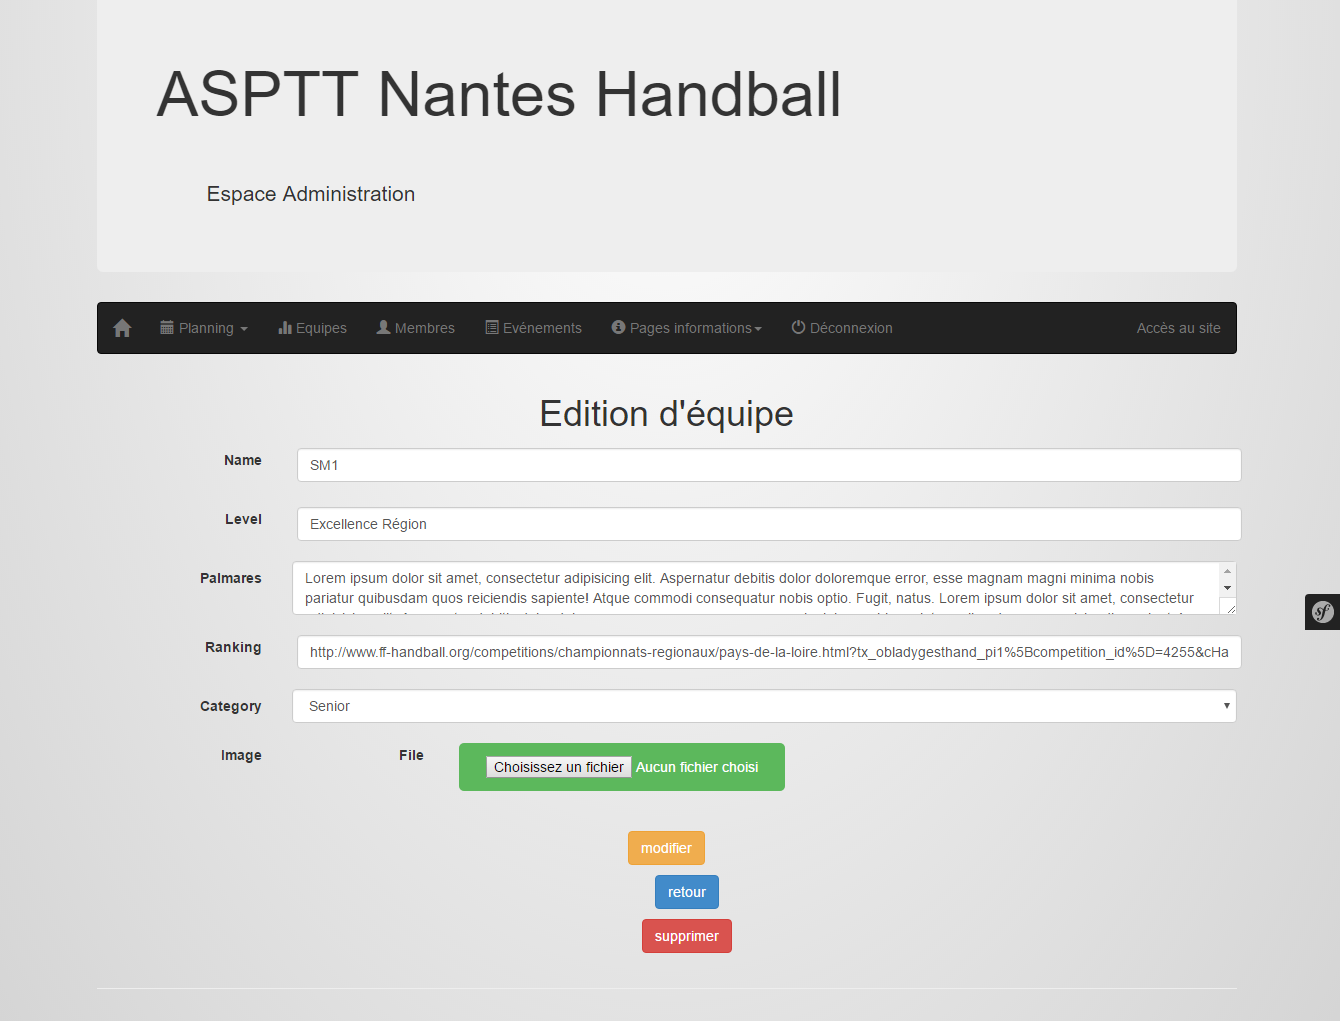 ASPTT Nantes Handball
Espace Administration
Planning Equipes Membres Evénements Pages informations Déconnexion Accès au site
Edition d'équipe
Name SM1
Level Excellence Région
Palmares Lorem ipsum dolor sit amet, consectetur adipisicing elit. Aspernatur debitis dolor doloremque error, esse magnam magni minima nobis
pariatur quibusdam quos reiciendis sapiente! Atque commodi consequatur nobis optio. Fugit, natus. Lorem ipsum dolor sit amet, consectetur
Ranking http://www.ff-handball.org/competitions/championnats-regionaux/pays-de-la-loire.html?tx_obladygesthand_pi1%5Bcompetition_id%5D=4255&cHa
Category Senior
Image File Choisissez un fichier Aucun fichier choisi
modifier
retour
supprimer
sf